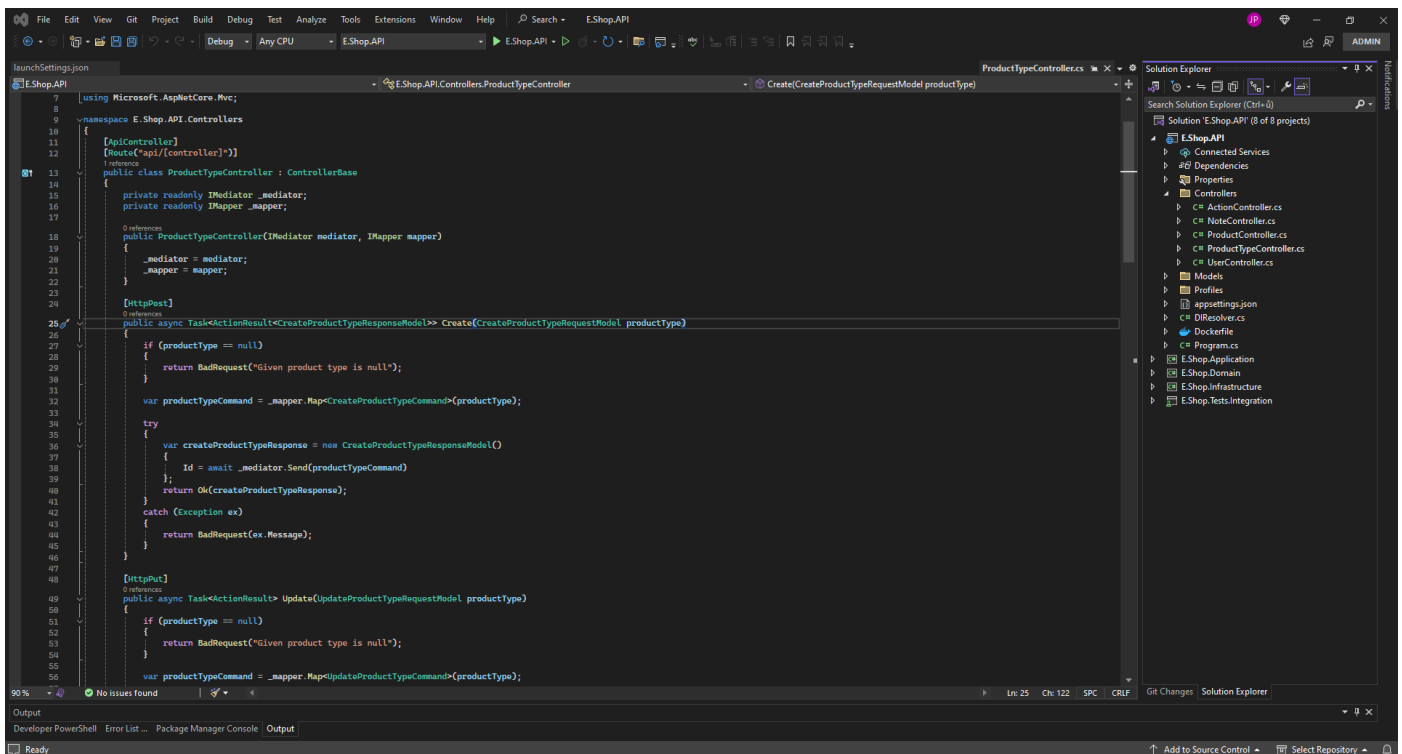 File Edit View Git Project Build Debug Test Analyze Tools Extensions Window Help Search E.Shop.API JP
Debug Any CPU E.Shop.API E.Shop.API ADMIN
launchSettings.json ProductTypeController.cs
E.Shop.API E.Shop.API.Controllers.ProductTypeController Create(CreateProductTypeRequestModel productType)
7 using Microsoft.AspNetCore.Mvc;
8
9 namespace E.Shop.API.Controllers
10 {
11 [ApiController]
12 [Route("api/[controller]")]
1 reference
13 public class ProductTypeController : ControllerBase
14 {
15 private readonly IMediator _mediator;
16 private readonly IMapper _mapper;
17
0 references
18 public ProductTypeController(IMediator mediator, IMapper mapper)
19 {
20 _mediator = mediator;
21 _mapper = mapper;
22 }
23
24 [HttpPost]
0 references
25 public async Task<ActionResult<CreateProductTypeResponseModel>> Create(CreateProductTypeRequestModel productType)
26 {
27 if (productType == null)
28 {
29 return BadRequest("Given product type is null");
30 }
31
32 var productTypeCommand = _mapper.Map<CreateProductTypeCommand>(productType);
33
34 try
35 {
36 var createProductTypeResponse = new CreateProductTypeResponseModel()
37 {
38 Id = await _mediator.Send(productTypeCommand)
39 };
40 return Ok(createProductTypeResponse);
41 }
42 catch (Exception ex)
43 {
44 return BadRequest(ex.Message);
45 }
46 }
47
48 [HttpPut]
0 references
49 public async Task<ActionResult> Update(UpdateProductTypeRequestModel productType)
50 {
51 if (productType == null)
52 {
53 return BadRequest("Given product type is null");
54 }
55
56 var productTypeCommand = _mapper.Map<UpdateProductTypeCommand>(productType);
90 % No issues found Ln: 25 Ch: 122 SPC CRLF
Solution Explorer
Search Solution Explorer (Ctrl+ů)
Solution 'E.Shop.API' (8 of 8 projects)
E.Shop.API
Connected Services
Dependencies
Properties
Controllers
C# ActionController.cs
C# NoteController.cs
C# ProductController.cs
C# ProductTypeController.cs
C# UserController.cs
Models
Profiles
appsettings.json
C# DIResolver.cs
Dockerfile
C# Program.cs
E.Shop.Application
E.Shop.Domain
E.Shop.Infrastructure
E.Shop.Tests.Integration
Git Changes Solution Explorer
Notifications
Output
Developer PowerShell Error List ... Package Manager Console Output
Ready Add to Source Control Select Repository